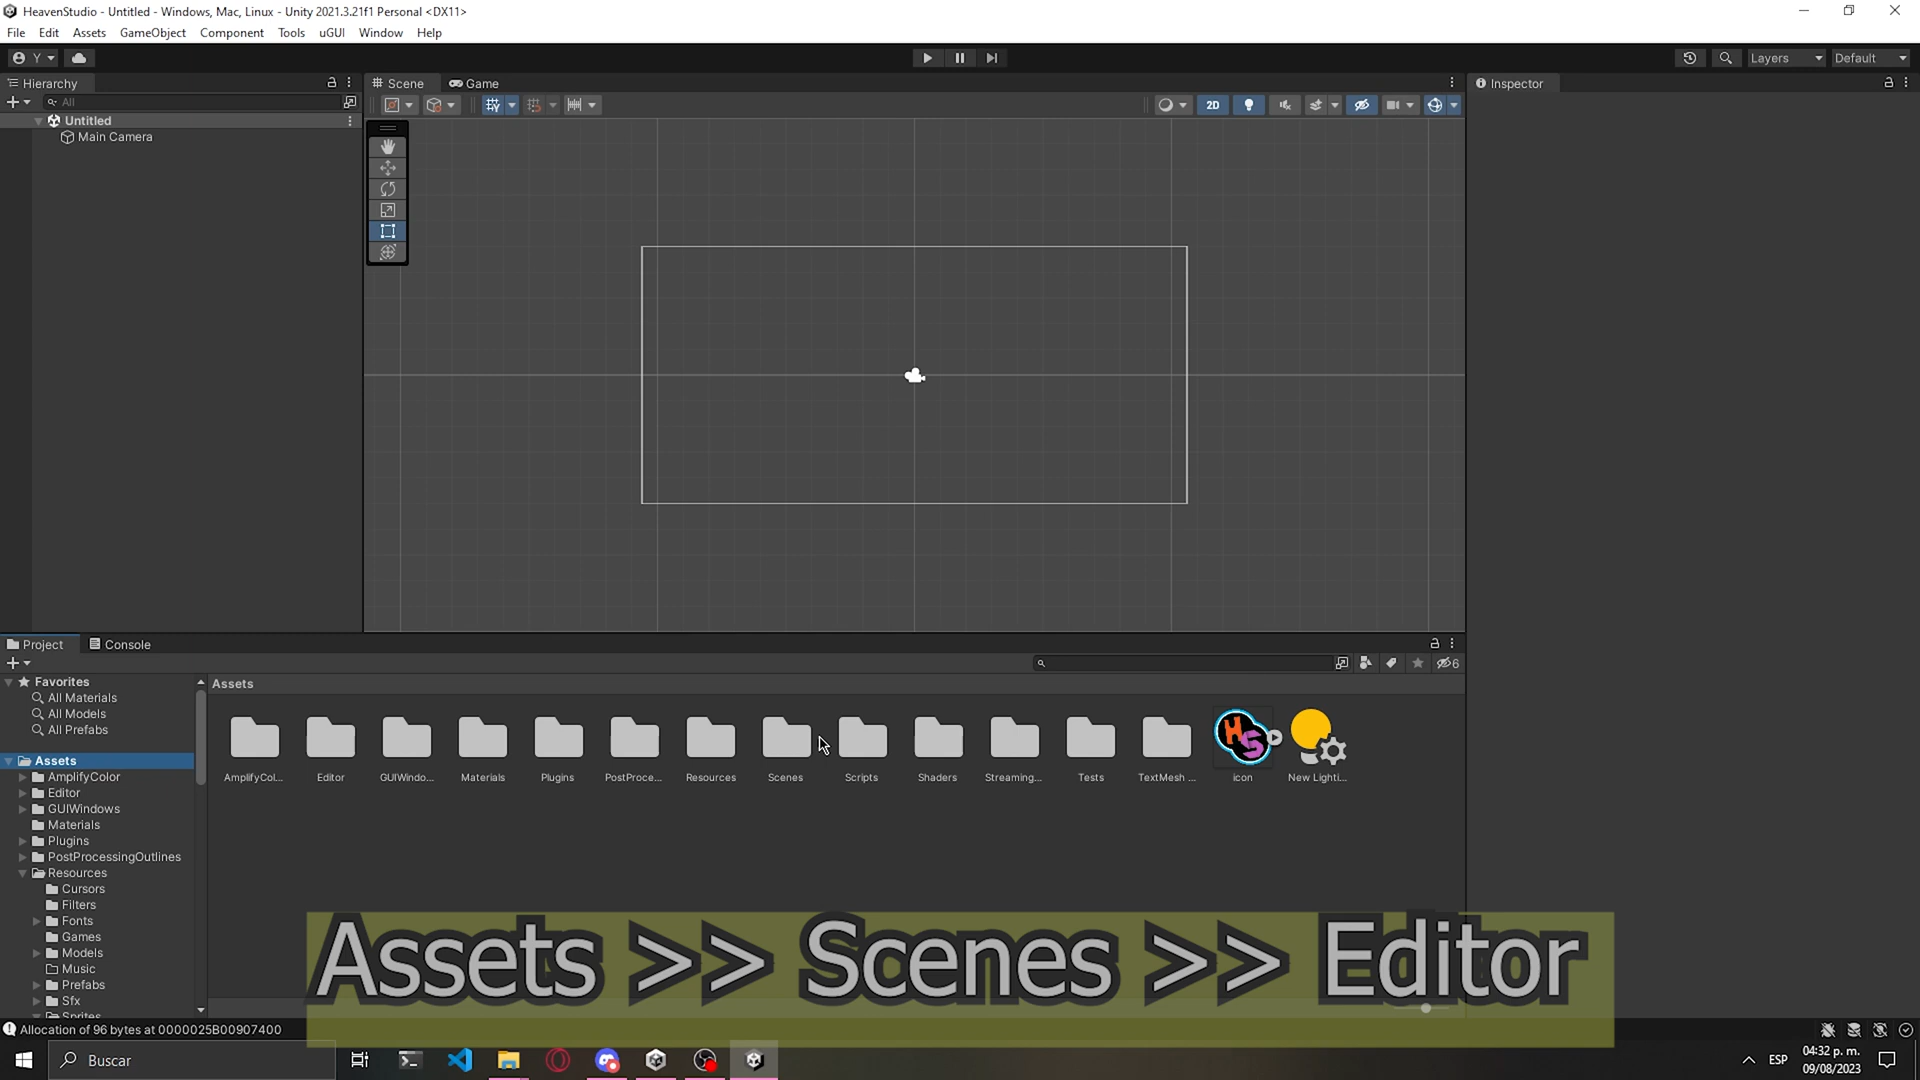 HeavenStudio - Untitled - Windows, Mac, Linux - Unity 2021.3.21f1 Personal <DX11>
File Edit Assets GameObject Component Tools uGUI Window Help
Y Layers Default
Hierarchy
All
Untitled
Main Camera
Scene Game
2D
Inspector
Project Console
6
Favorites
All Materials
All Models
All Prefabs
Assets
AmplifyColor
Editor
GUIWindows
Materials
Plugins
PostProcessingOutlines
Resources
Cursors
Filters
Fonts
Games
Models
Music
Prefabs
Sfx
Sprites
Assets
AmplifyCol... Editor GUIWindo... Materials Plugins PostProce... Resources Scenes Scripts Shaders Streaming... Tests TextMesh ... icon New Lighti...
HS
Assets >> Scenes >> Editor
Allocation of 96 bytes at 0000025B00907400
Buscar
ESP
04:32 p. m.
09/08/2023